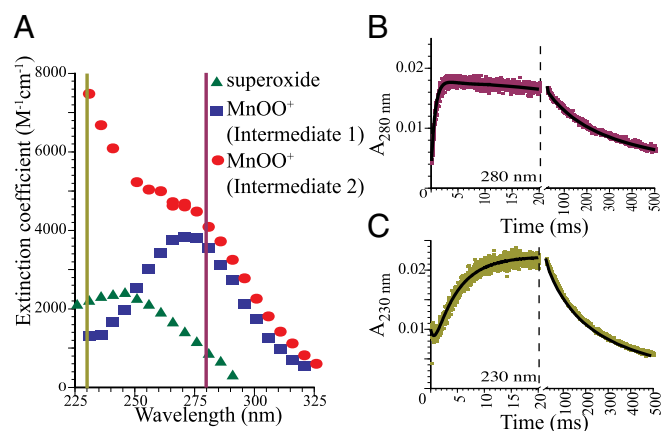 A
Extinction coefficient (M⁻¹cm⁻¹)
8000
6000
4000
2000
0
225
250
275
300
325
Wavelength (nm)
superoxide
MnOO⁺
(Intermediate 1)
MnOO⁺
(Intermediate 2)
B
A280 nm
0.02
0.01
280 nm
0
5
10
15
20
100
200
300
400
500
Time (ms)
C
A230 nm
0.02
0.01
0
230 nm
0
5
10
15
20
100
200
300
400
500
Time (ms)